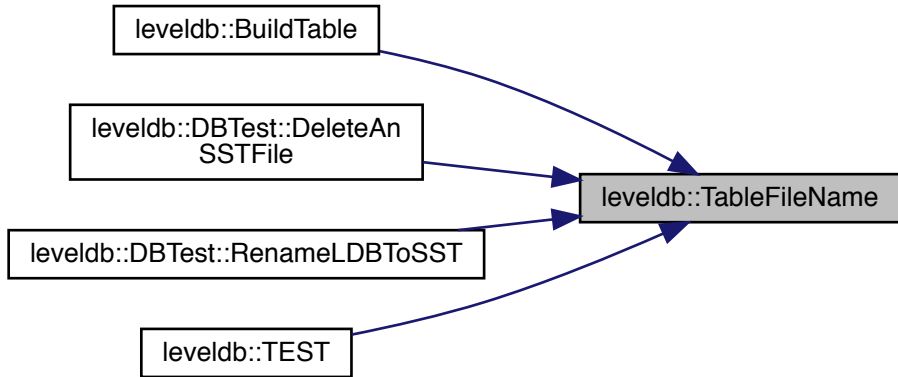 leveldb::BuildTable
leveldb::DBTest::DeleteAn
SSTFile
leveldb::TableFileName
leveldb::DBTest::RenameLDBToSST
leveldb::TEST